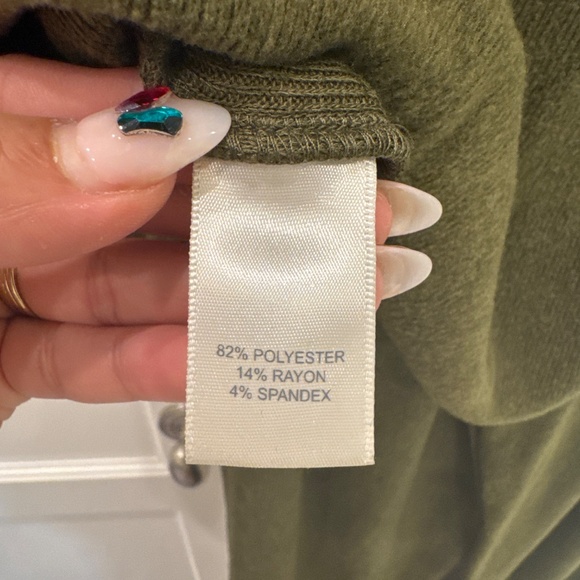 82% POLYESTER
14% RAYON
4% SPANDEX